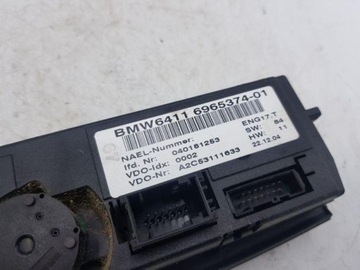 BMW6411 6965374-01
NAEL-Nummer:
lfd. Nr: 040181253
VDO-Idx: 0002
VDO-Nr: A2C53111633
ENG17.T
SW: 54
HW: 11
22.12.04